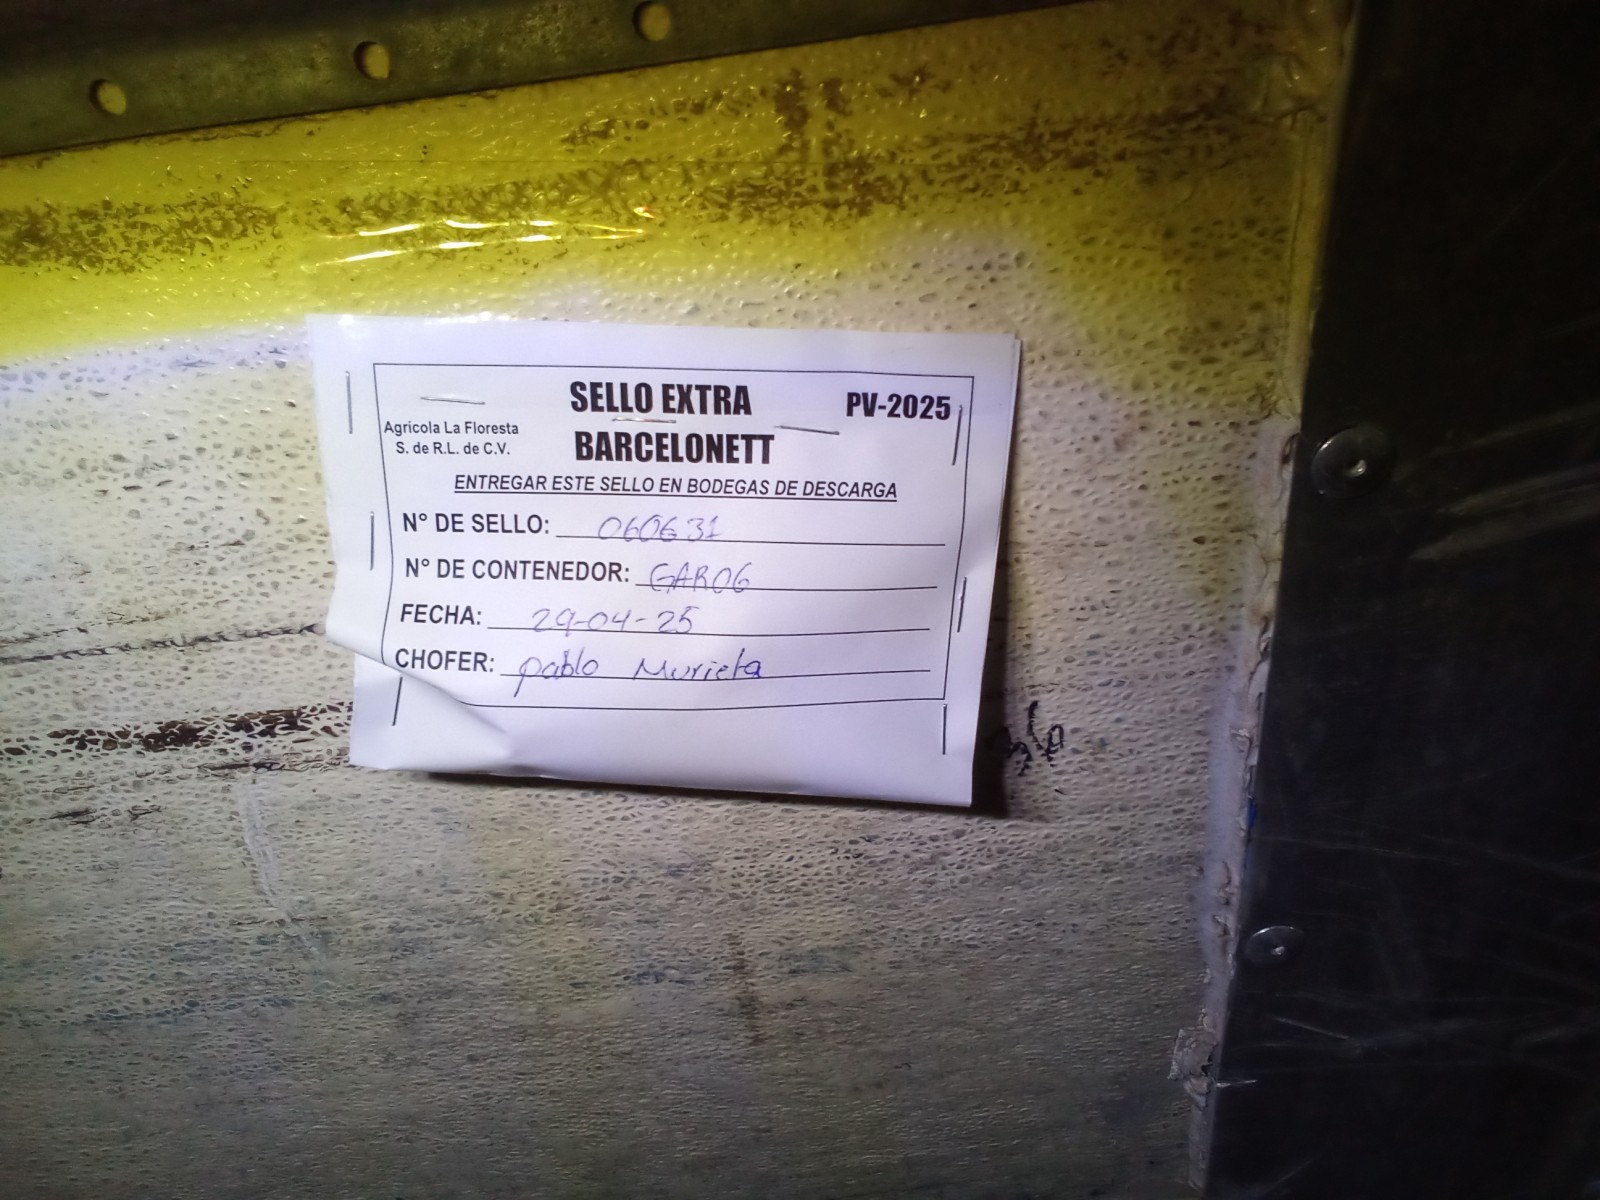 SELLO EXTRA PV-2025
Agricola La Floresta
S. de R.L. de C.V.
BARCELONETT
ENTREGAR ESTE SELLO EN BODEGAS DE DESCARGA
N° DE SELLO: 060631
N° DE CONTENEDOR: GAR06
FECHA: 29-04-25
CHOFER: pablo Murieta